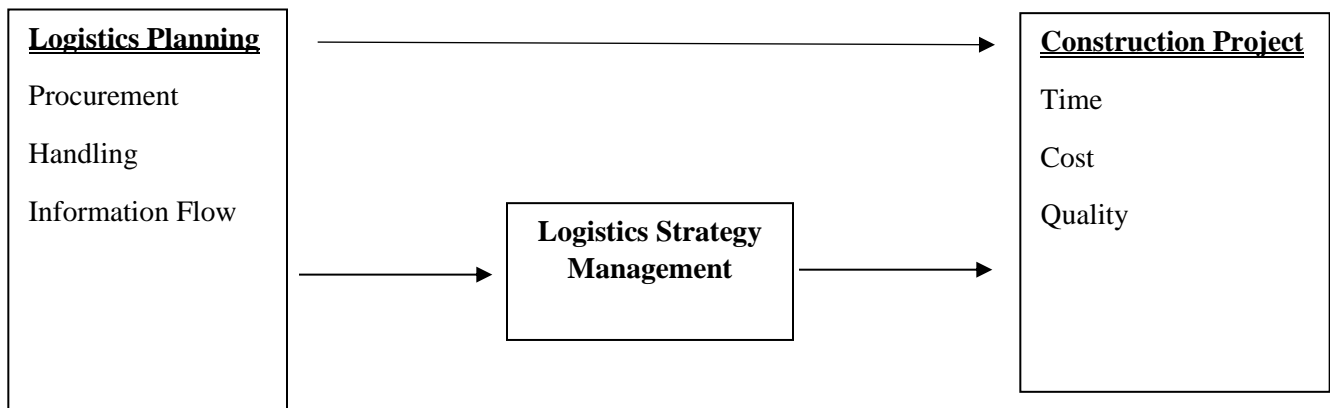 Logistics Planning
Procurement
Handling
Information Flow
Logistics Strategy
Management
Construction Project
Time
Cost
Quality